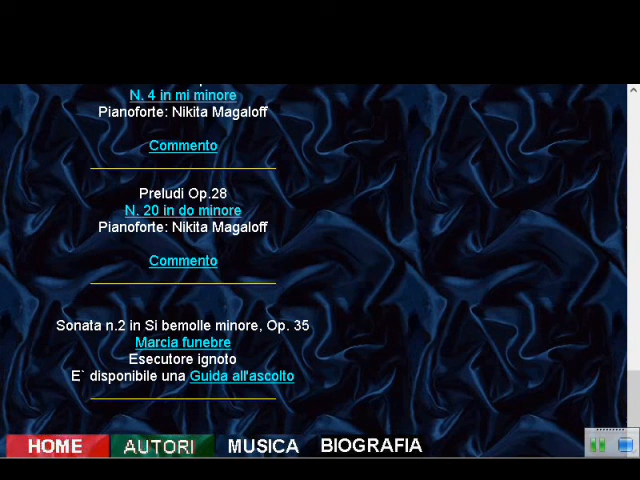 N. 4 in mi minore
Pianoforte: Nikita Magaloff
Commento
Preludi Op.28
N. 20 in do minore
Pianoforte: Nikita Magaloff
Commento
Sonata n.2 in Si bemolle minore, Op. 35
Marcia funebre
Esecutore ignoto
E` disponibile una Guida all'ascolto
HOME AUTORI MUSICA BIOGRAFIA